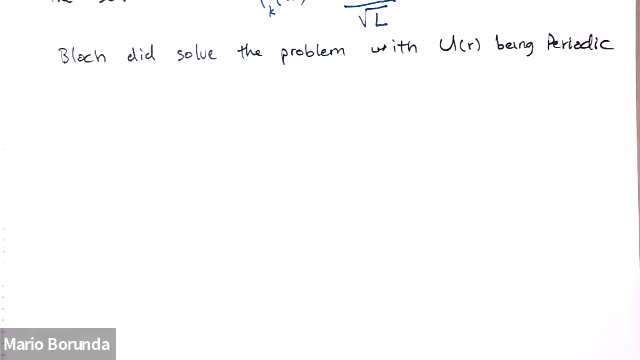 √L
Bloch did solve the problem with U(r) being Periodic
Mario Borunda